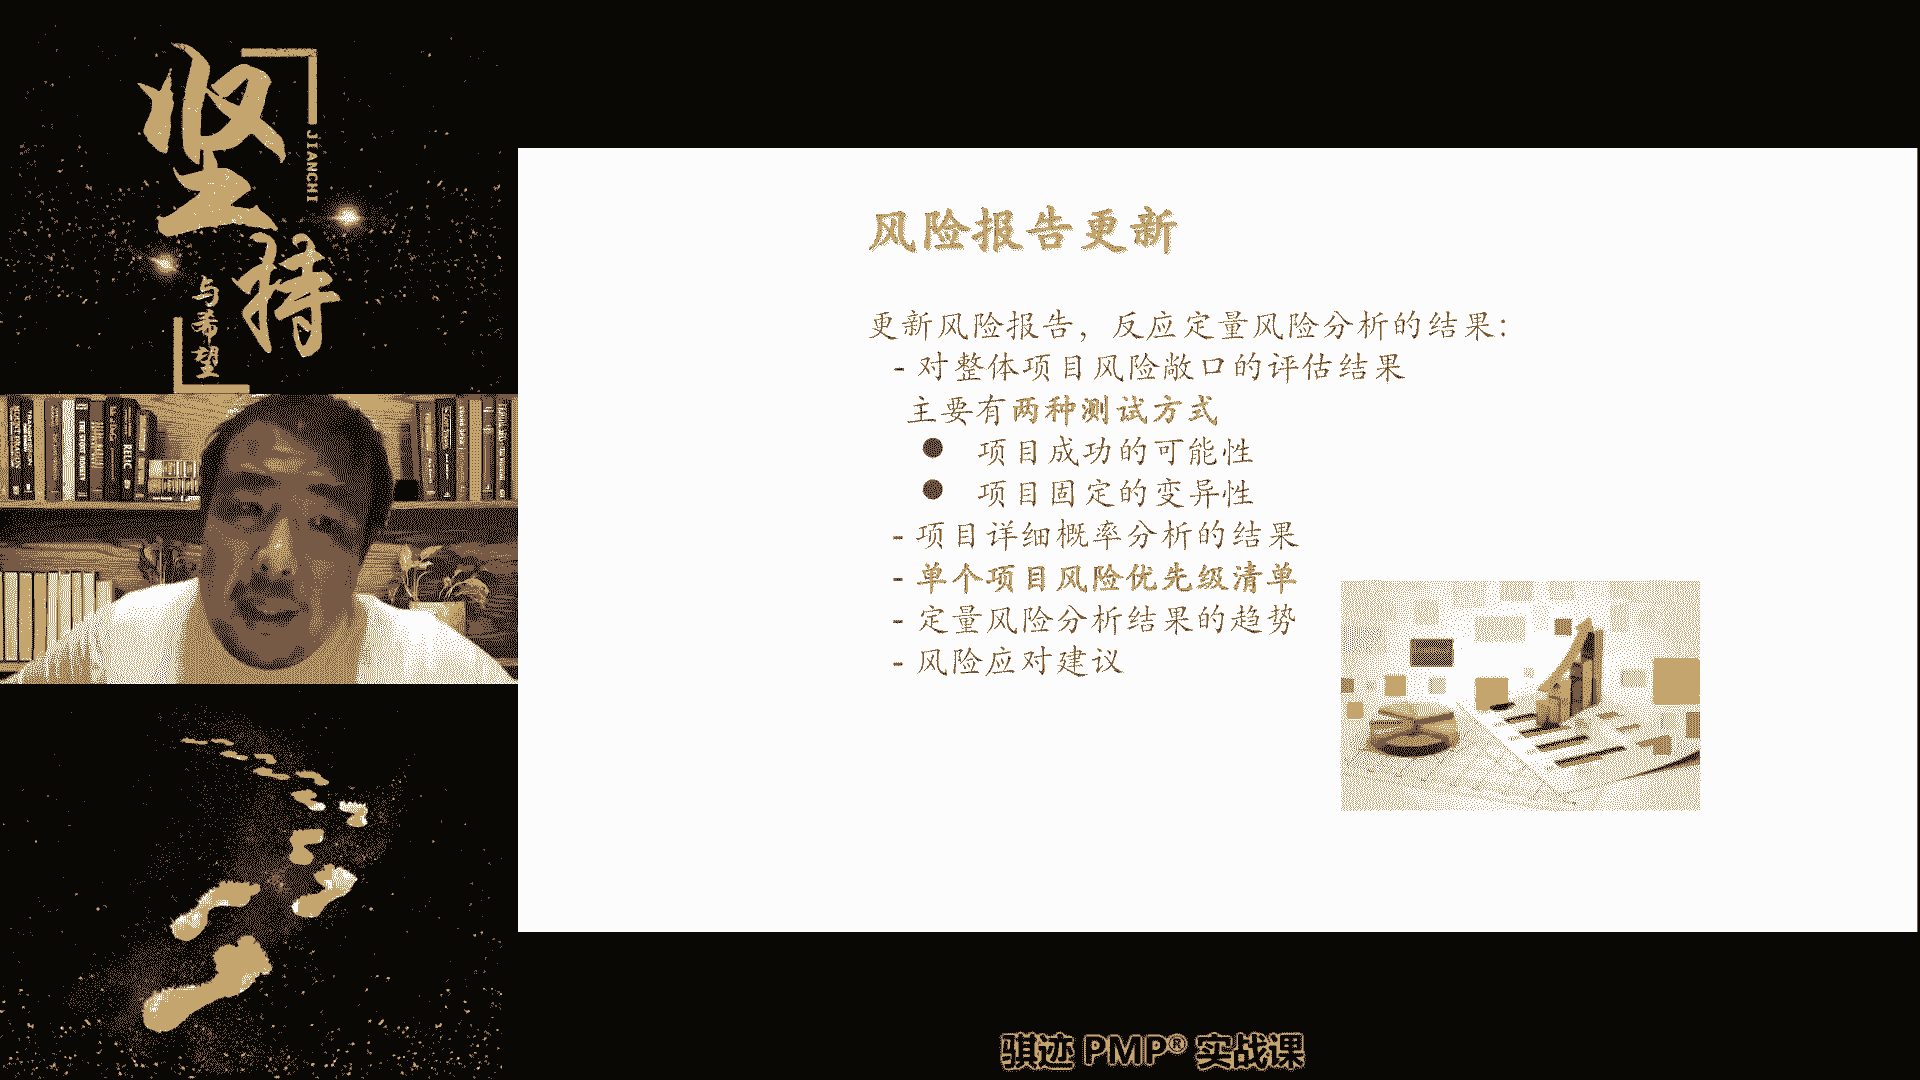 坚持
JIANCHI
与希望
风险报告更新
更新风险报告，反应定量风险分析的结果：
- 对整体项目风险敞口的评估结果
主要有两种测试方式
● 项目成功的可能性
● 项目固定的变异性
- 项目详细概率分析的结果
- 单个项目风险优先级清单
- 定量风险分析结果的趋势
- 风险应对建议
骐迹 PMP® 实战课